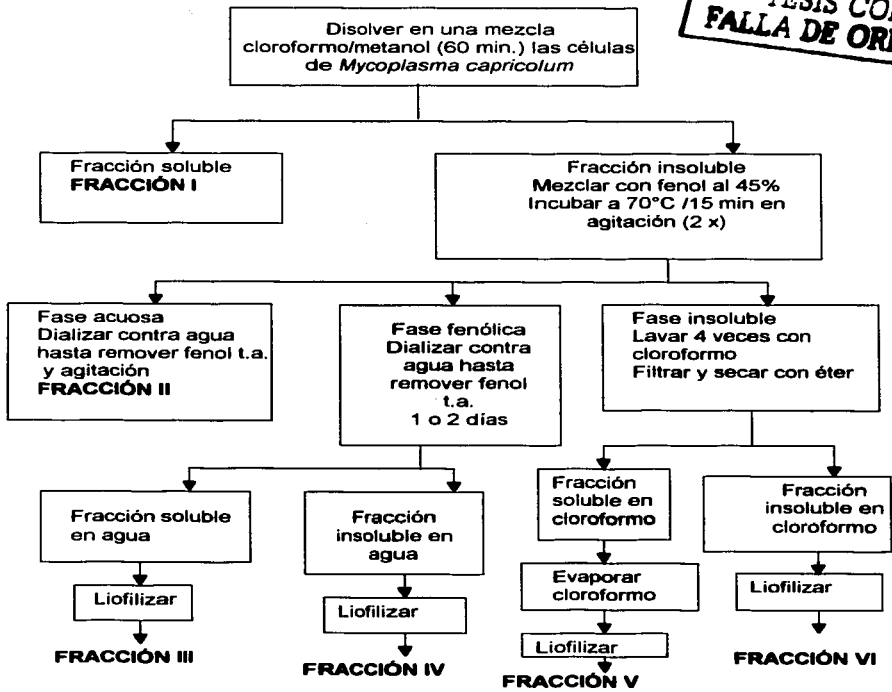 TESIS CON
FALLA DE
Disolver en una mezcla
cloroformo/metanol (60 min.) las células
de Mycoplasma capricolum
Fracción soluble
FRACCIÓN I
Fracción insoluble
Mezclar con fenol al 45%
Incubar a 70°C /15 min en
agitación (2 x)
Fase acuosa
Dializar contra agua
hasta remover fenol t.a.
y agitación
FRACCIÓN II
Fase fenólica
Dializar contra
agua hasta
remover fenol
t.a.
1 o 2 días
Fase insoluble
Lavar 4 veces con
cloroformo
Filtrar y secar con éter
Fracción soluble
en agua
Fracción
insoluble en
agua
Fracción
soluble en
cloroformo
Fracción
insoluble en
cloroformo
Liofilizar
FRACCIÓN III
Liofilizar
FRACCIÓN IV
Evaporar
cloroformo
Liofilizar
FRACCIÓN V
Liofilizar
FRACCIÓN VI